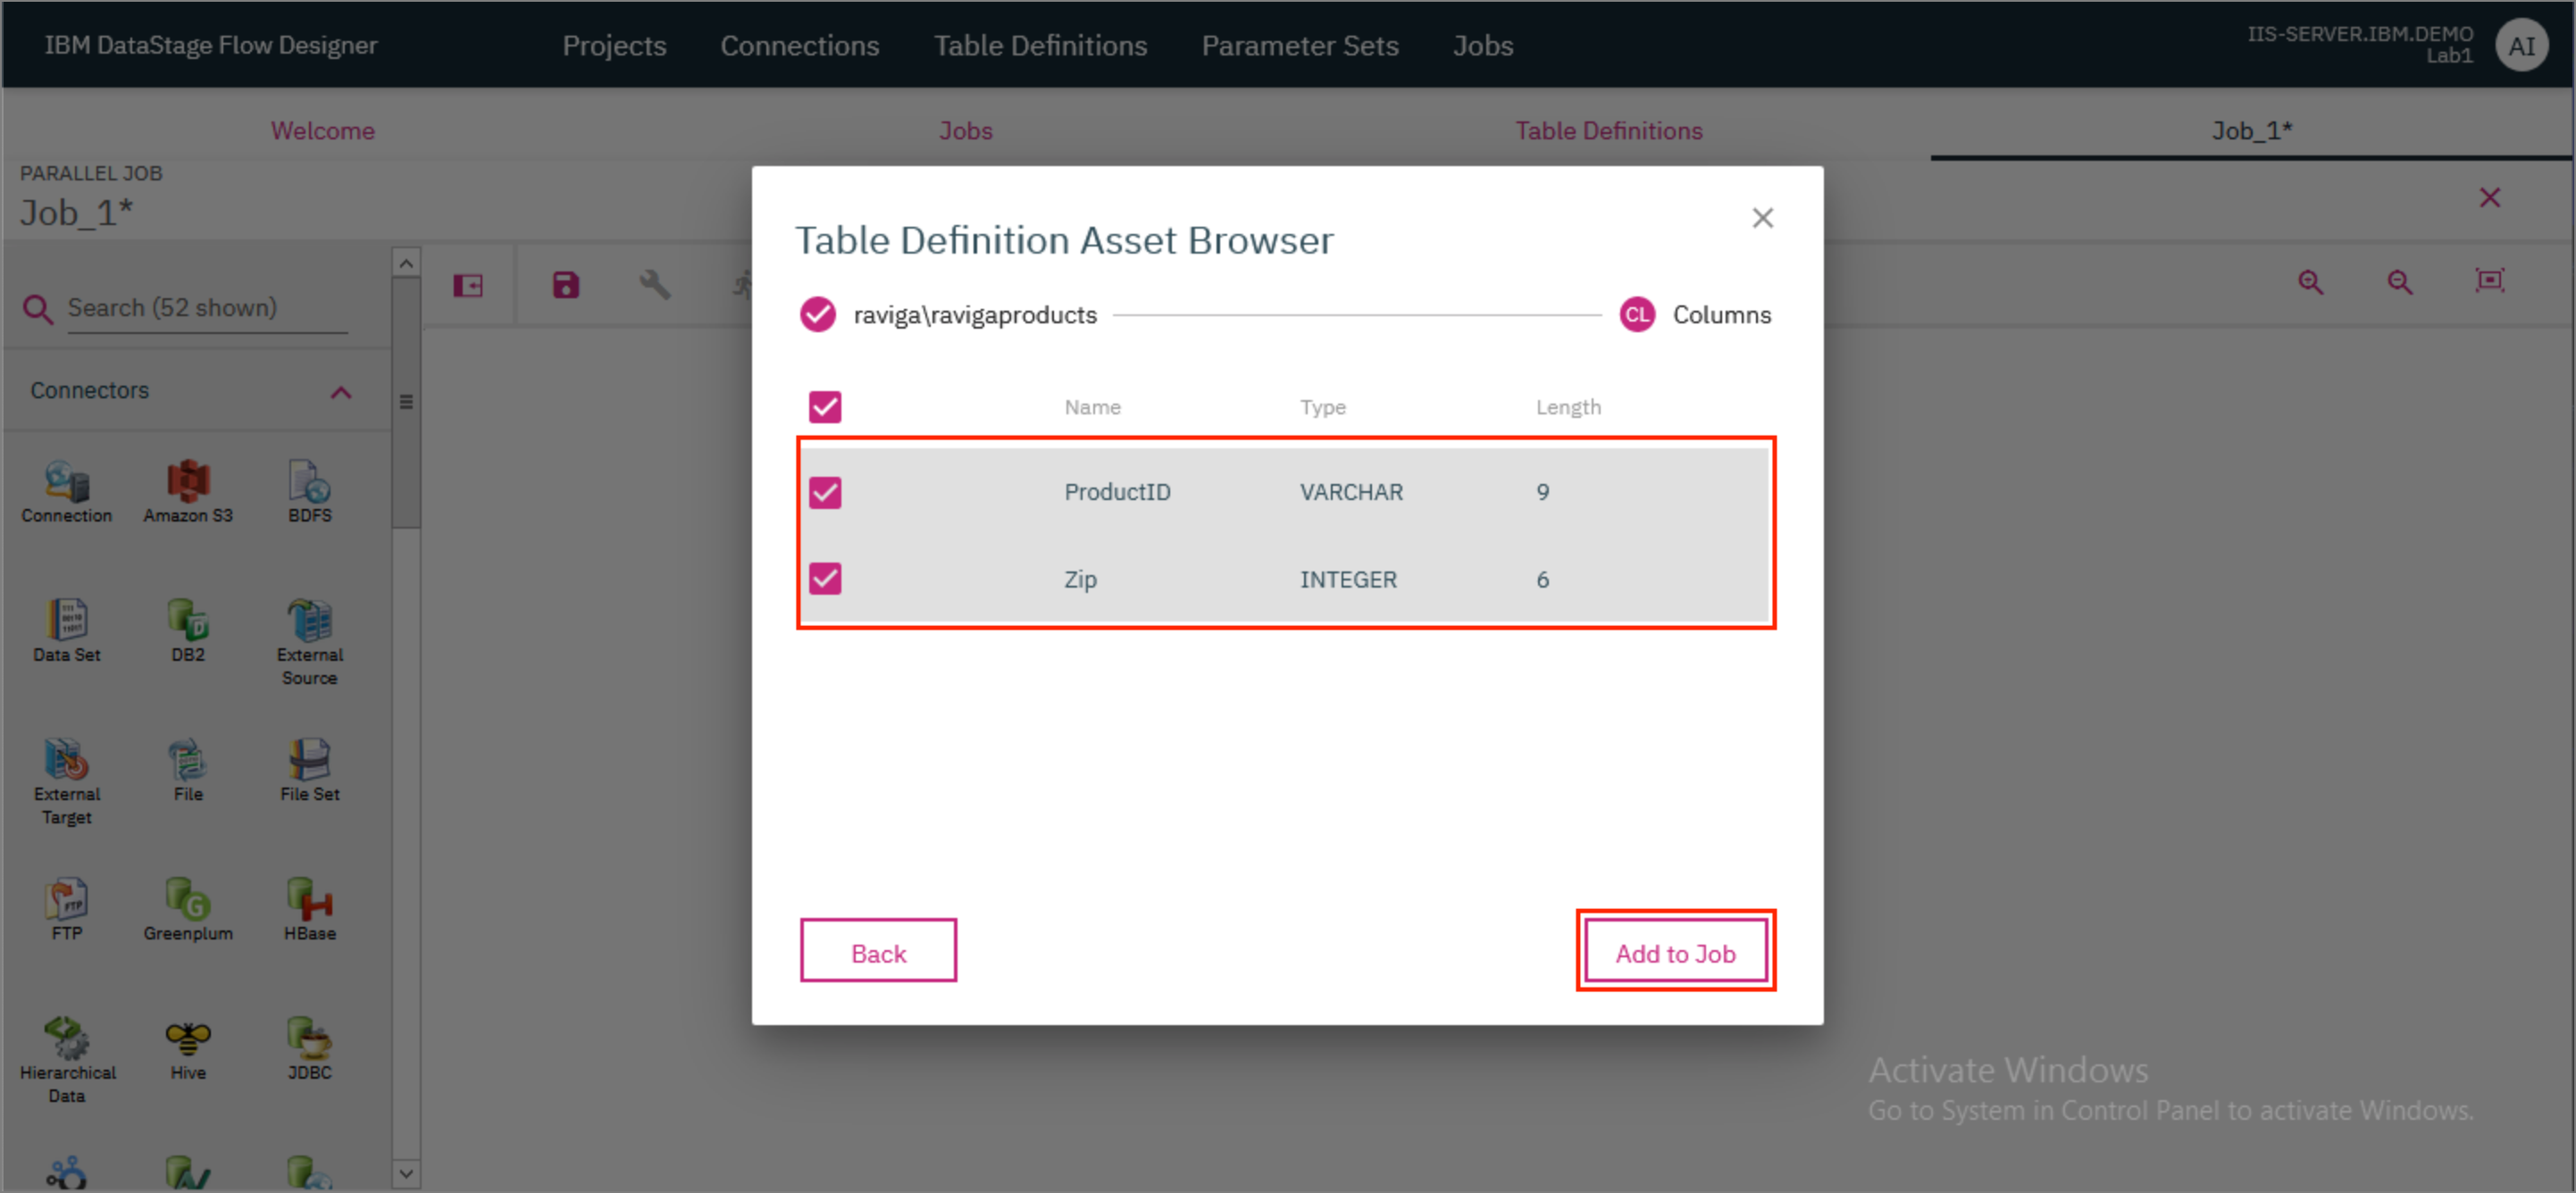 IBM DataStage Flow Designer
Projects
Connections
Table Definitions
Parameter Sets
Jobs
IIS-SERVER.IBM.DEMO
Lab1
AI
Welcome
Jobs
Table Definitions
Job_1*
PARALLEL JOB
Job_1*
Search (52 shown)
Connectors
Connection
Amazon S3
BDFS
Data Set
DB2
External
Source
External
Target
File
File Set
FTP
Greenplum
HBase
Hierarchical
Data
Hive
JDBC
Table Definition Asset Browser
raviga\ravigaproducts
CL Columns
Name Type Length
ProductID VARCHAR 9
Zip INTEGER 6
Back
Add to Job
Activate Windows
Go to System in Control Panel to activate Windows.